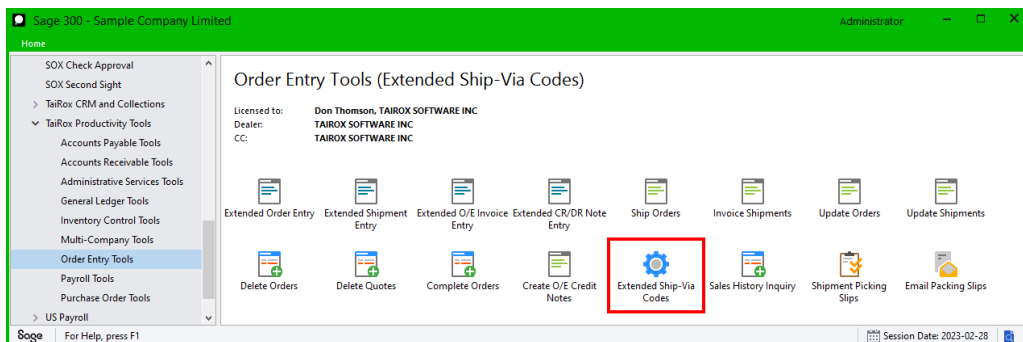 Sage 300 - Sample Company Limited
Administrator
Home
SOX Check Approval
SOX Second Sight
TaiRox CRM and Collections
TaiRox Productivity Tools
Accounts Payable Tools
Accounts Receivable Tools
Administrative Services Tools
General Ledger Tools
Inventory Control Tools
Multi-Company Tools
Order Entry Tools
Payroll Tools
Purchase Order Tools
US Payroll
Order Entry Tools (Extended Ship-Via Codes)
Licensed to: Don Thomson, TAIROX SOFTWARE INC
Dealer: TAIROX SOFTWARE INC
CC: TAIROX SOFTWARE INC
Extended Order Entry
Extended Shipment
Entry
Extended O/E Invoice
Entry
Extended CR/DR Note
Entry
Ship Orders
Invoice Shipments
Update Orders
Update Shipments
Delete Orders
Delete Quotes
Complete Orders
Create O/E Credit
Notes
Extended Ship-Via
Codes
Sales History Inquiry
Shipment Picking
Slips
Email Packing Slips
Sage
For Help, press F1
Session Date: 2023-02-28